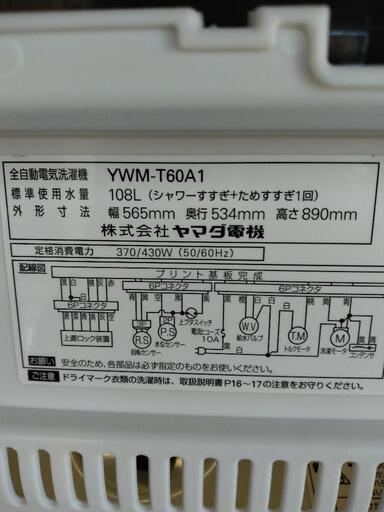 全自動電気洗濯機 YWM-T60A1
標準使用水量 108L（シャワーすすぎ+ためすすぎ1回）
外形寸法 幅565mm 奥行534mm 高さ890mm
株式会社 ヤマダ電機
定格消費電力 370/430W（50/60Hz）
配線図
プリント基板完成
6Pコネクタ 6Pコネクタ
6Pコネクタ
上蓋ロック装置
3P 2P
R.S P.S W.V T.M M
上ブタスイッチ
電流ヒューズ
10A
回転センサー 水位センサー 給水バルブ トルクモータ 洗濯モータ コンデンサ
お願い 安全のため、各部品は必ず指定のものをお使いください。
ご注意 ドライマーク衣類の洗濯時は、取扱説明書P16～17の注意をお守りください。